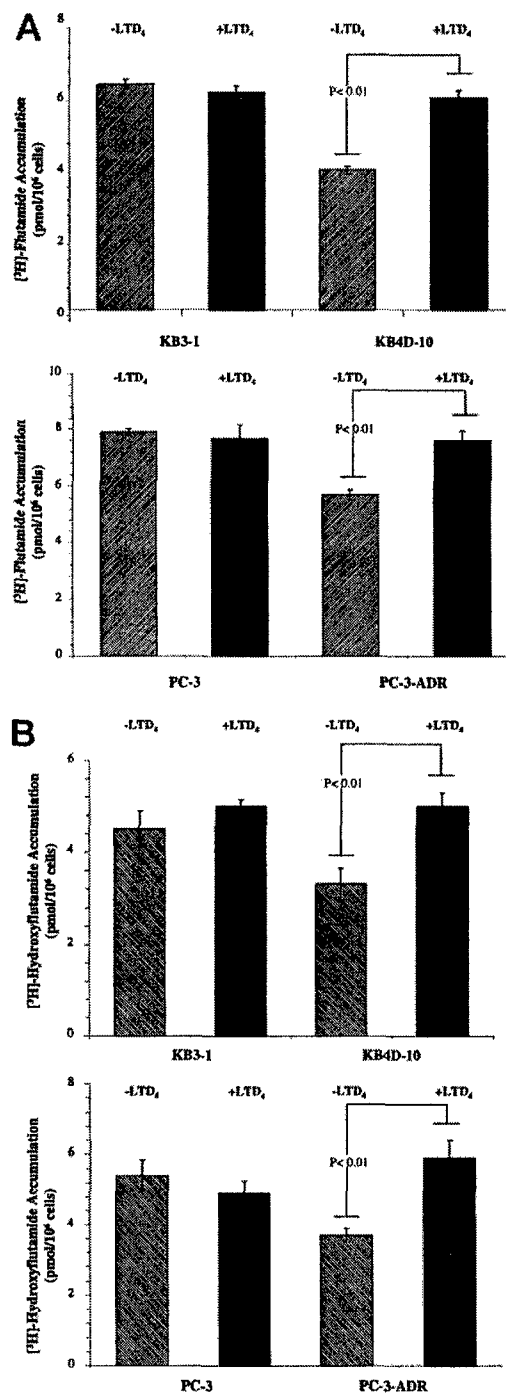 A
-LTD₄ +LTD₄ -LTD₄ +LTD₄
P< 0.01
8
6
4
2
0
[³H]-Flutamide Accumulation
(pmol/10⁶ cells)
KB3-1 KB4D-10
-LTD₄ +LTD₄ -LTD₄ +LTD₄
P< 0.01
10
8
6
4
2
0
[³H]-Flutamide Accumulation
(pmol/10⁶ cells)
PC-3 PC-3-ADR
B
-LTD₄ +LTD₄ -LTD₄ +LTD₄
P< 0.01
6
4
2
0
[³H]-Hydroxyflutamide Accumulation
(pmol/10⁶ cells)
KB3-1 KB4D-10
-LTD₄ +LTD₄ -LTD₄ +LTD₄
P< 0.01
8
6
4
2
0
[³H]-Hydroxyflutamide Accumulation
(pmol/10⁶ cells)
PC-3 PC-3-ADR